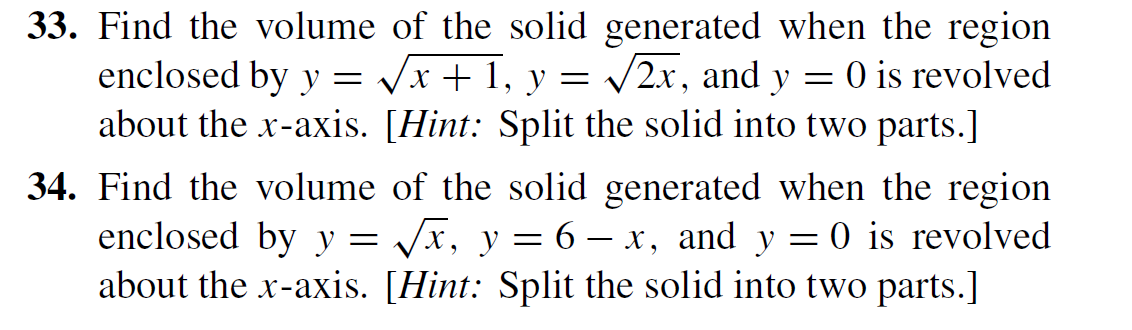 33. Find the volume of the solid generated when the region
enclosed by y = √x + 1, y = √2x, and y = 0 is revolved
about the x-axis. [Hint: Split the solid into two parts.]
34. Find the volume of the solid generated when the region
enclosed by y = √x, y = 6 − x, and y = 0 is revolved
about the x-axis. [Hint: Split the solid into two parts.]